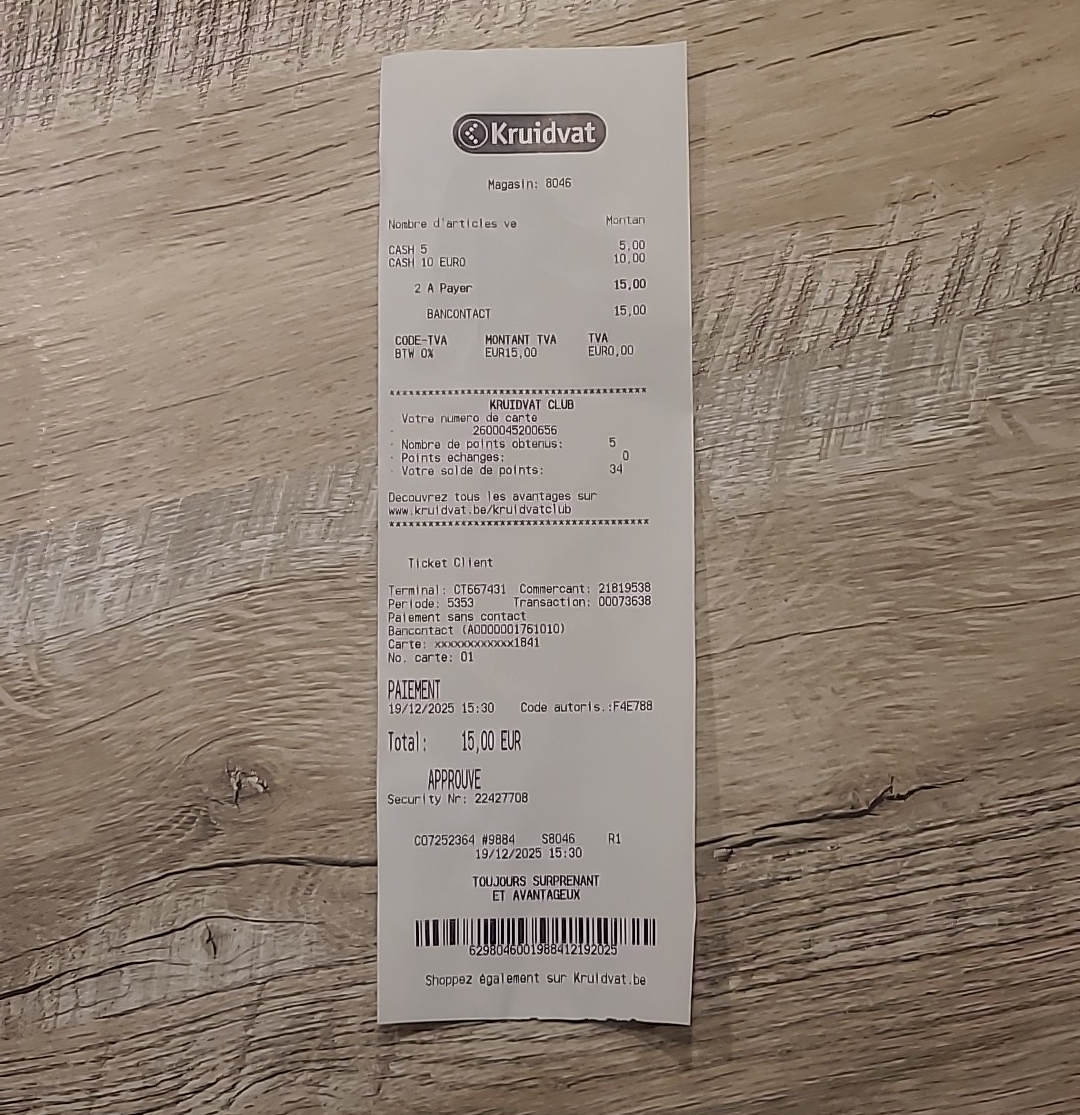 Kruidvat
Magasin: 8046
Nombre d'articles ve Montan
CASH 5 5,00
CASH 10 EURO 10,00
2 A Payer 15,00
BANCONTACT 15,00
CODE-TVA MONTANT TVA TVA
BTW 0% EUR15,00 EUR0,00
****************************************
KRUIDVAT CLUB
· Votre numero de carte
· 2600045200656
· Nombre de points obtenus: 5
· Points echanges: 0
· Votre solde de points: 34
Decouvrez tous les avantages sur
www.kruidvat.be/kruidvatclub
****************************************
Ticket Client
Terminal: CT667431 Commercant: 21819538
Periode: 5353 Transaction: 00073638
Paiement sans contact
Bancontact (A0000001761010)
Carte: xxxxxxxxxxxx1841
No. carte: 01
PAIEMENT
19/12/2025 15:30 Code autoris.:F4E788
Total: 15,00 EUR
APPROUVE
Security Nr: 22427708
C07252364 #9884 S8046 R1
19/12/2025 15:30
TOUJOURS SURPRENANT
ET AVANTAGEUX
6298046001988412192025
Shoppez également sur Kruidvat.be